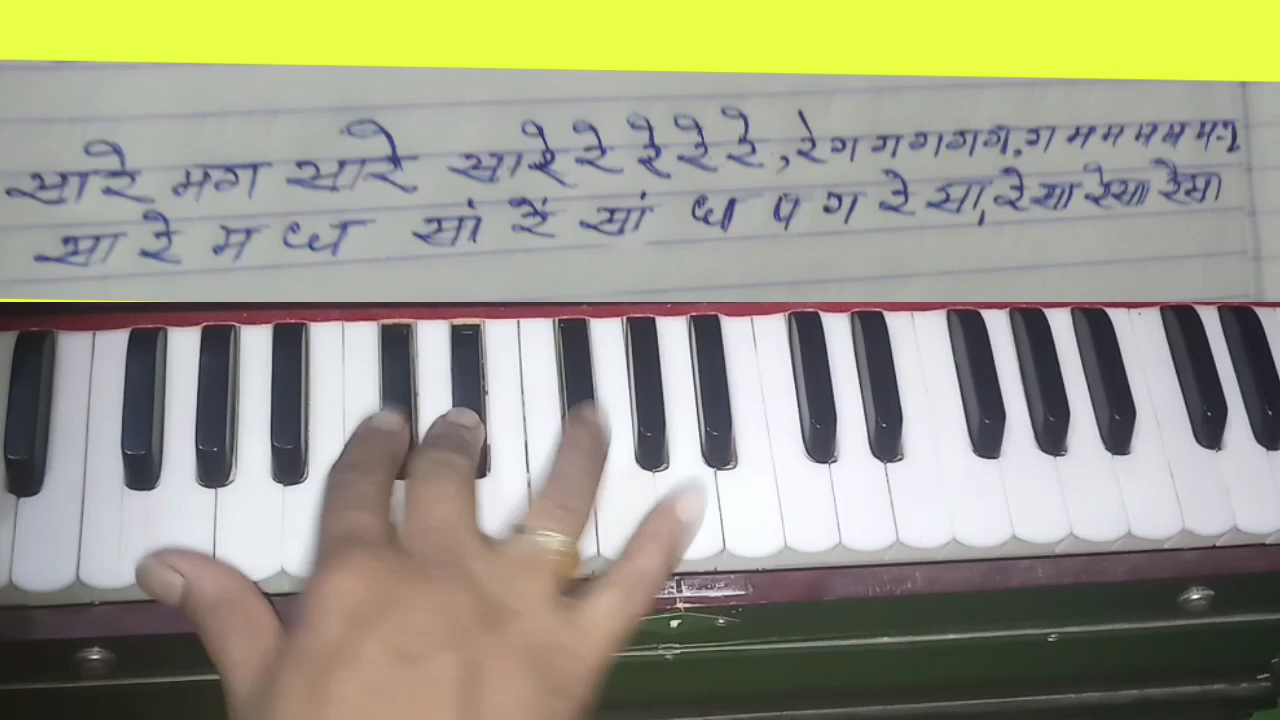 सारे मग सारे सारे रे रे रे रे, रेग ग ग ग ग, ग म म म म म
सा रे म ध सां रें सां ध प ग रे सा, रेसा रेसा रेसा